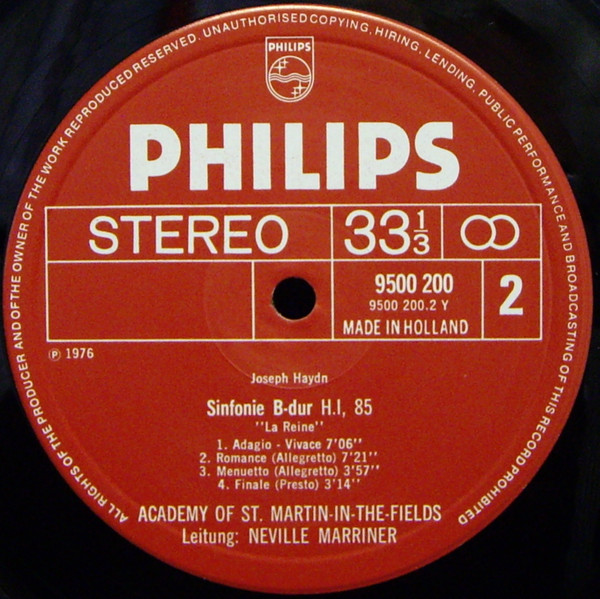 ALL RIGHTS OF THE PRODUCER AND OF THE OWNER OF THE WORK REPRODUCED RESERVED. UNAUTHORISED COPYING, HIRING, LENDING, PUBLIC PERFORMANCE AND BROADCASTING OF THIS RECORD PROHIBITED
PHILIPS
PHILIPS
STEREO 33 1/3
9500 200 2
9500 200.2 Y
MADE IN HOLLAND
Ⓟ 1976
Joseph Haydn
Sinfonie B-dur H.I, 85
"La Reine"
1. Adagio - Vivace 7'06"
2. Romance (Allegretto) 7'21"
3. Menuetto (Allegretto) 3'57"
4. Finale (Presto) 3'14"
ACADEMY OF ST. MARTIN-IN-THE-FIELDS
Leitung: NEVILLE MARRINER